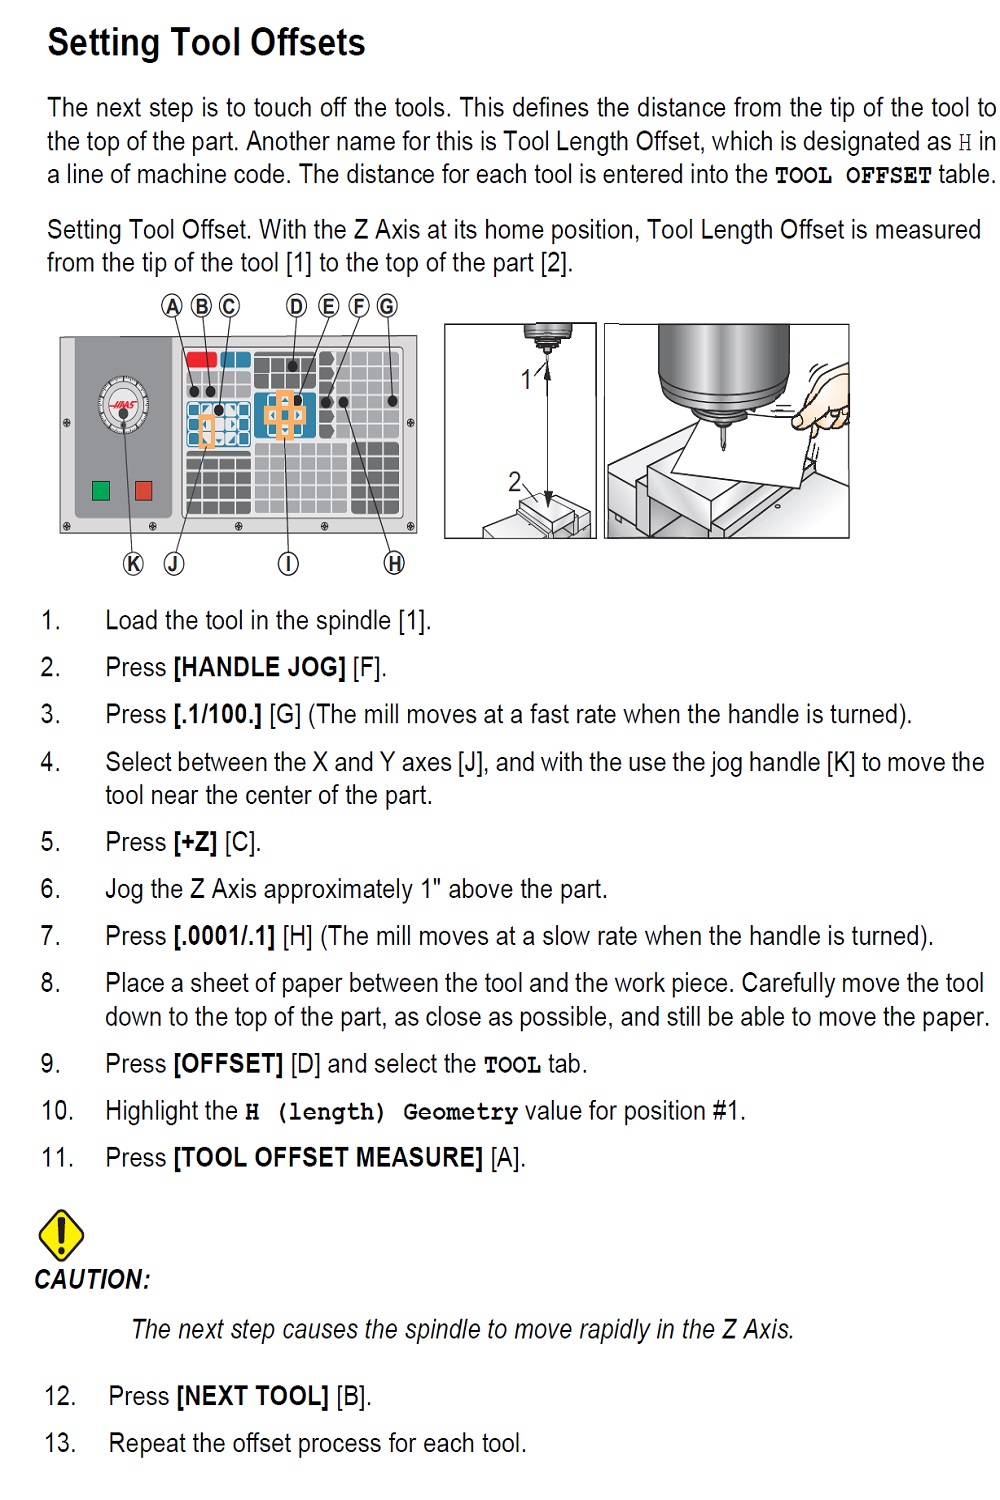 Setting Tool Offsets
The next step is to touch off the tools. This defines the distance from the tip of the tool to
the top of the part. Another name for this is Tool Length Offset, which is designated as H in
a line of machine code. The distance for each tool is entered into the TOOL OFFSET table.
Setting Tool Offset. With the Z Axis at its home position, Tool Length Offset is measured
from the tip of the tool [1] to the top of the part [2].
A B C D E F G
HAAS
1
2
K J I H
1. Load the tool in the spindle [1].
2. Press [HANDLE JOG] [F].
3. Press [.1/100.] [G] (The mill moves at a fast rate when the handle is turned).
4. Select between the X and Y axes [J], and with the use the jog handle [K] to move the
tool near the center of the part.
5. Press [+Z] [C].
6. Jog the Z Axis approximately 1" above the part.
7. Press [.0001/.1] [H] (The mill moves at a slow rate when the handle is turned).
8. Place a sheet of paper between the tool and the work piece. Carefully move the tool
down to the top of the part, as close as possible, and still be able to move the paper.
9. Press [OFFSET] [D] and select the TOOL tab.
10. Highlight the H (length) Geometry value for position #1.
11. Press [TOOL OFFSET MEASURE] [A].
!
CAUTION:
The next step causes the spindle to move rapidly in the Z Axis.
12. Press [NEXT TOOL] [B].
13. Repeat the offset process for each tool.